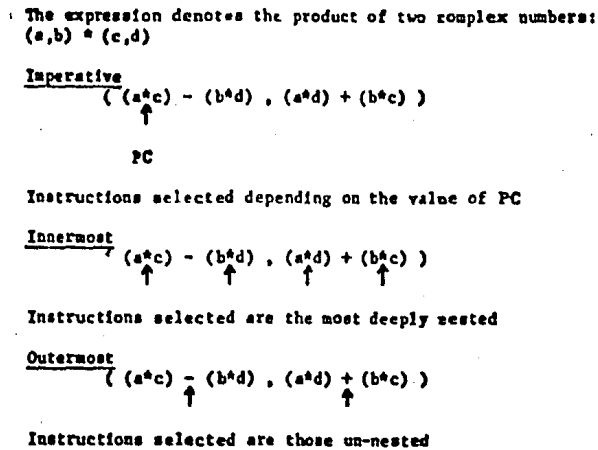 The expression denotes the product of two complex numbers:
(a,b) * (c,d)
Imperative
( (a*c) - (b*d) , (a*d) + (b*c) )
PC
Instructions selected depending on the value of PC
Innermost
( (a*c) - (b*d) , (a*d) + (b*c) )
Instructions selected are the most deeply nested
Outermost
( (a*c) - (b*d) , (a*d) + (b*c) )
Instructions selected are those un-nested